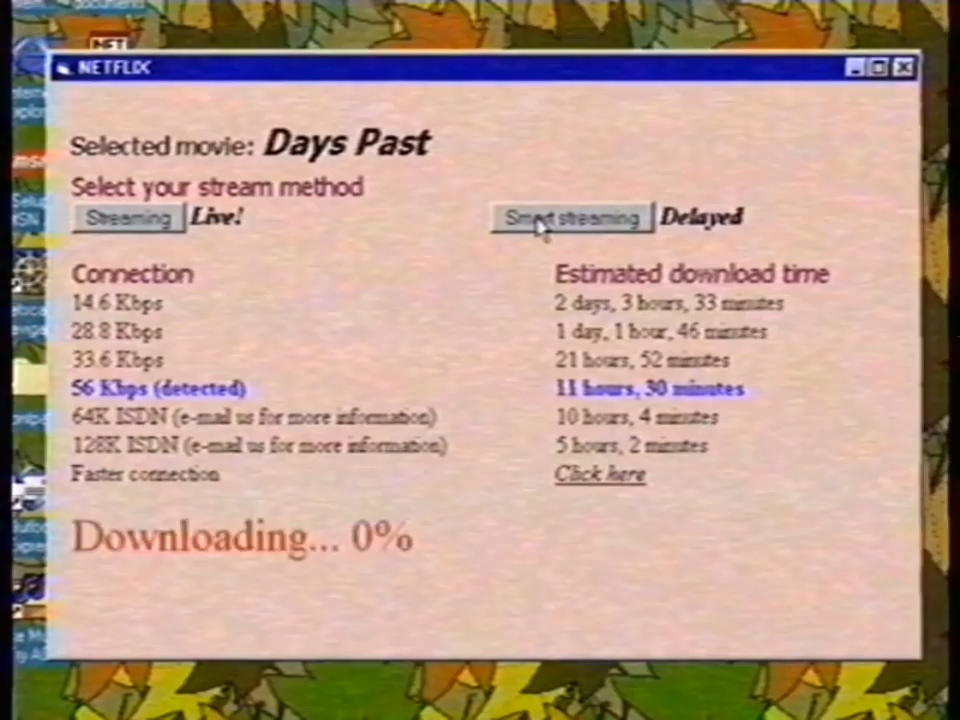 NET
NETFLIX
Selected movie: Days Past
Select your stream method
Streaming Live! Smart streaming Delayed
Connection Estimated download time
14.6 Kbps 2 days, 3 hours, 33 minutes
28.8 Kbps 1 day, 1 hour, 46 minutes
33.6 Kbps 21 hours, 52 minutes
56 Kbps (detected) 11 hours, 30 minutes
64K ISDN (e-mail us for more information) 10 hours, 4 minutes
128K ISDN (e-mail us for more information) 5 hours, 2 minutes
Faster connection Click here
Downloading... 0%